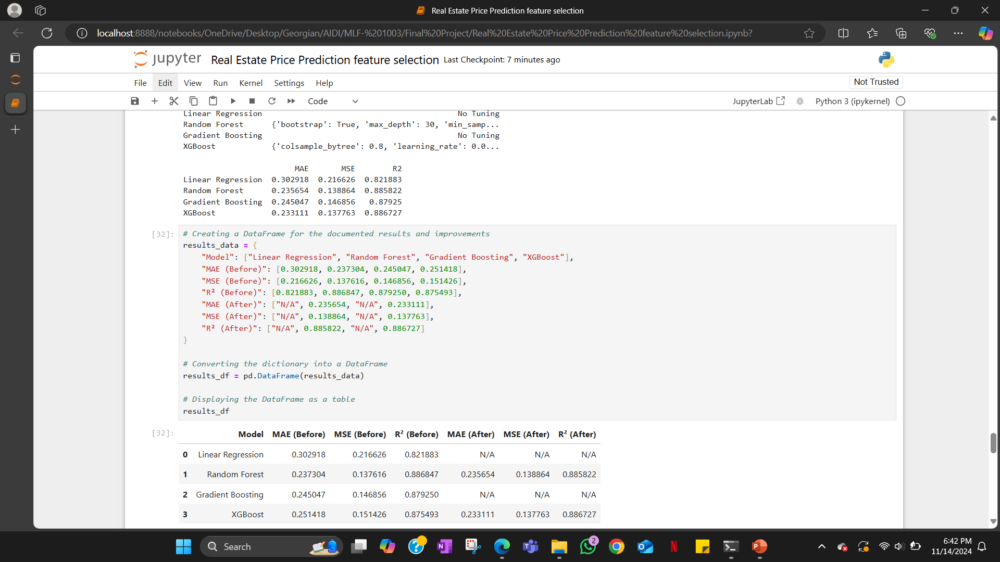 Real Estate Price Prediction feature selection
localhost:8888/notebooks/OneDrive/Desktop/Georgian/AIDI/MLF-%201003/Final%20Project/Real%20Estate%20Price%20Prediction%20feature%20selection.ipynb?
jupyter Real Estate Price Prediction feature selection Last Checkpoint: 7 minutes ago
File Edit View Run Kernel Settings Help Not Trusted
Code JupyterLab Python 3 (ipykernel)
Linear Regression No Tuning
Random Forest {'bootstrap': True, 'max_depth': 30, 'min_samp...
Gradient Boosting No Tuning
XGBoost {'colsample_bytree': 0.8, 'learning_rate': 0.0...
MAE MSE R2
Linear Regression 0.302918 0.216626 0.821883
Random Forest 0.235654 0.138864 0.885822
Gradient Boosting 0.245047 0.146856 0.87925
XGBoost 0.233111 0.137763 0.886727
[32]: # Creating a DataFrame for the documented results and improvements
results_data = {
"Model": ["Linear Regression", "Random Forest", "Gradient Boosting", "XGBoost"],
"MAE (Before)": [0.302918, 0.237304, 0.245047, 0.251418],
"MSE (Before)": [0.216626, 0.137616, 0.146856, 0.151426],
"R² (Before)": [0.821883, 0.886847, 0.879250, 0.875493],
"MAE (After)": ["N/A", 0.235654, "N/A", 0.233111],
"MSE (After)": ["N/A", 0.138864, "N/A", 0.137763],
"R² (After)": ["N/A", 0.885822, "N/A", 0.886727]
}
# Converting the dictionary into a DataFrame
results_df = pd.DataFrame(results_data)
# Displaying the DataFrame as a table
results_df
[32]: Model MAE (Before) MSE (Before) R² (Before) MAE (After) MSE (After) R² (After)
0 Linear Regression 0.302918 0.216626 0.821883 N/A N/A N/A
1 Random Forest 0.237304 0.137616 0.886847 0.235654 0.138864 0.885822
2 Gradient Boosting 0.245047 0.146856 0.879250 N/A N/A N/A
3 XGBoost 0.251418 0.151426 0.875493 0.233111 0.137763 0.886727
Search 2 6:42 PM
11/14/2024